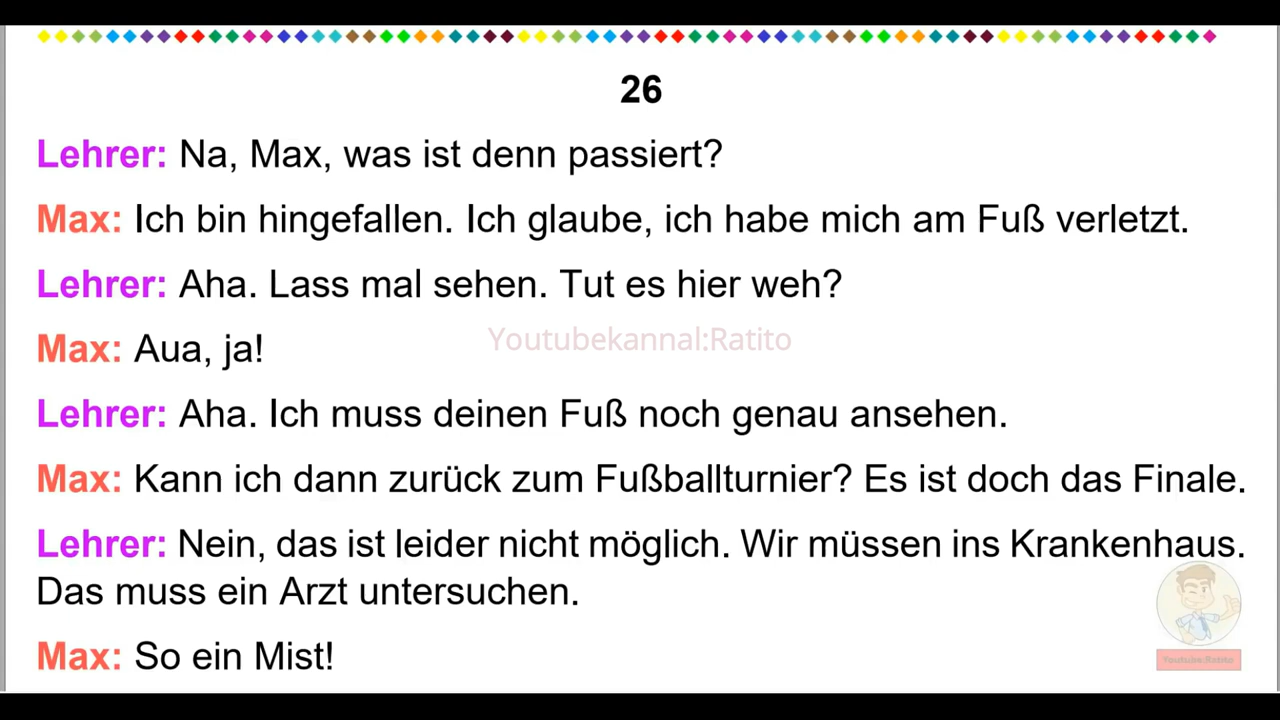 26
Lehrer: Na, Max, was ist denn passiert?
Max: Ich bin hingefallen. Ich glaube, ich habe mich am Fuß verletzt.
Lehrer: Aha. Lass mal sehen. Tut es hier weh?
Youtubekannal:Ratito
Max: Aua, ja!
Lehrer: Aha. Ich muss deinen Fuß noch genau ansehen.
Max: Kann ich dann zurück zum Fußballturnier? Es ist doch das Finale.
Lehrer: Nein, das ist leider nicht möglich. Wir müssen ins Krankenhaus.
Das muss ein Arzt untersuchen.
Max: So ein Mist!
Youtube:Ratito